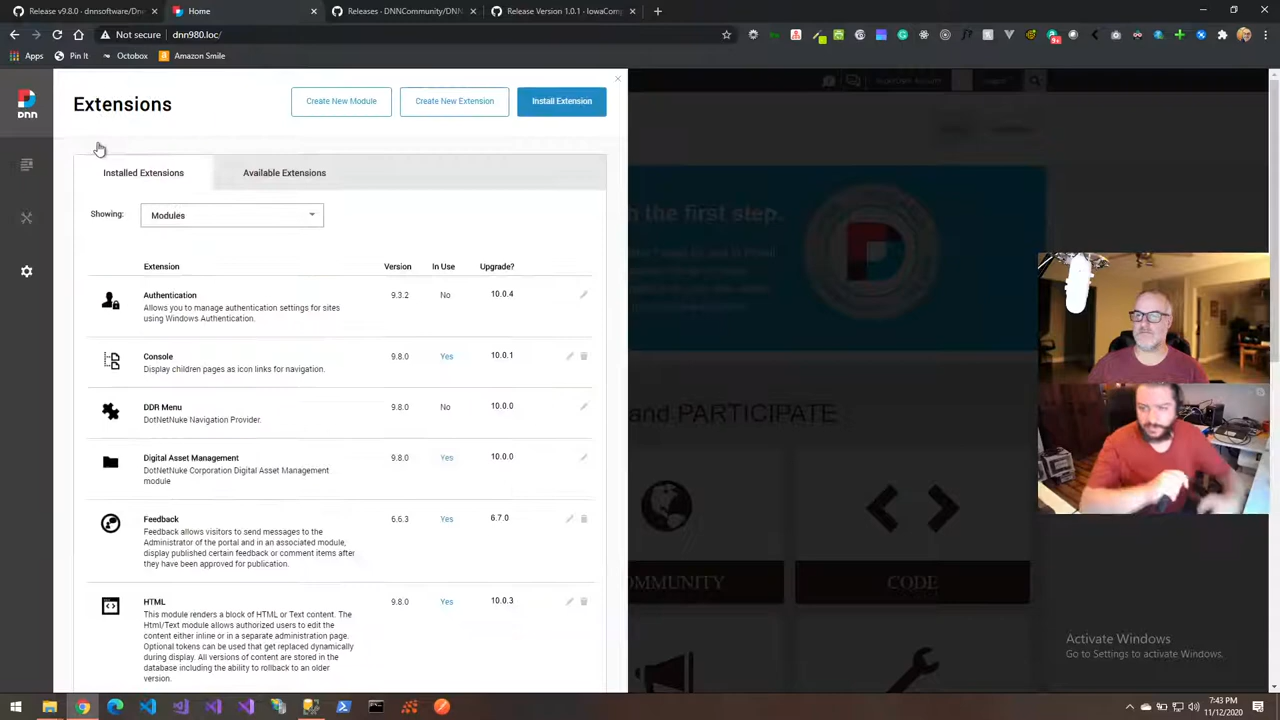 Release v9.8.0 · dnnsoftware/Dn
Home
Releases · DNNCommunity/DNN
Release Version 1.0.1 · IowaComp
Not secure
dnn980.loc/
Apps
Pin It
Octobox
Amazon Smile
DNN
Extensions
Create New Module
Create New Extension
Install Extension
Installed Extensions
Available Extensions
Showing:
Modules
Extension
Version
In Use
Upgrade?
Authentication
9.3.2
No
10.0.4
Allows you to manage authentication settings for sites
using Windows Authentication.
Console
9.8.0
Yes
10.0.1
Display children pages as icon links for navigation.
DDR Menu
9.8.0
No
10.0.0
DotNetNuke Navigation Provider.
Digital Asset Management
9.8.0
Yes
10.0.0
DotNetNuke Corporation Digital Asset Management
module
Feedback
6.6.3
Yes
6.7.0
Feedback allows visitors to send messages to the
Administrator of the portal and in an associated module,
display published certain feedback or comment items after
they have been approved for publication.
HTML
9.8.0
Yes
10.0.3
This module renders a block of HTML or Text content. The
Html/Text module allows authorized users to edit the
content either inline or in a separate administration page.
Optional tokens can be used that get replaced dynamically
during display. All versions of content are stored in the
database including the ability to rollback to an older
version.
the first step.
and PARTICIPATE
OMMUNITY
CODE
Activate Windows
Go to Settings to activate Windows.
7:43 PM
11/12/2020